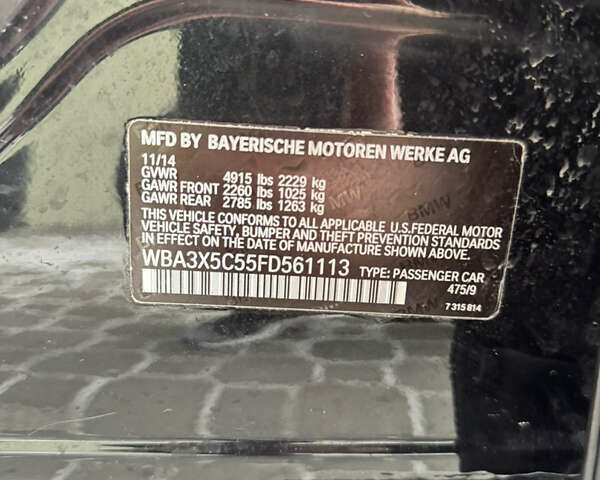 MFD BY BAYERISCHE MOTOREN WERKE AG
11/14
GVWR 4915 lbs 2229 kg
GAWR FRONT 2260 lbs 1025 kg
GAWR REAR 2785 lbs 1263 kg
THIS VEHICLE CONFORMS TO ALL APPLICABLE U.S.FEDERAL MOTOR
VEHICLE SAFETY, BUMPER AND THEFT PREVENTION STANDARDS
IN EFFECT ON THE DATE OF MANUFACTURE SHOWN ABOVE.
WBA3X5C55FD561113 TYPE: PASSENGER CAR
475/9
7 315 814
BMW
BMW